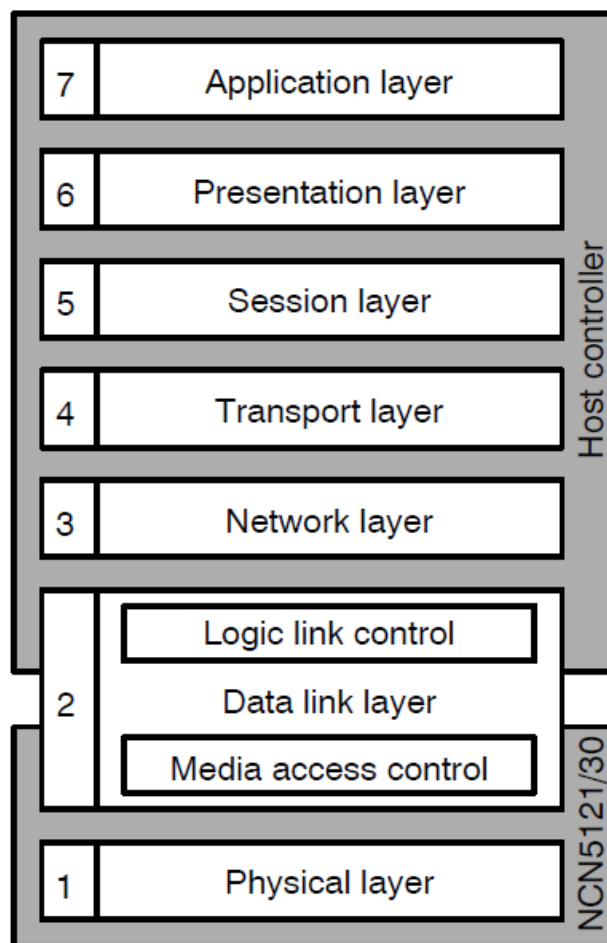 7 Application layer
6 Presentation layer
5 Session layer
4 Transport layer
3 Network layer
Host controller
Logic link control
2 Data link layer
Media access control
1 Physical layer
NCN5121/30